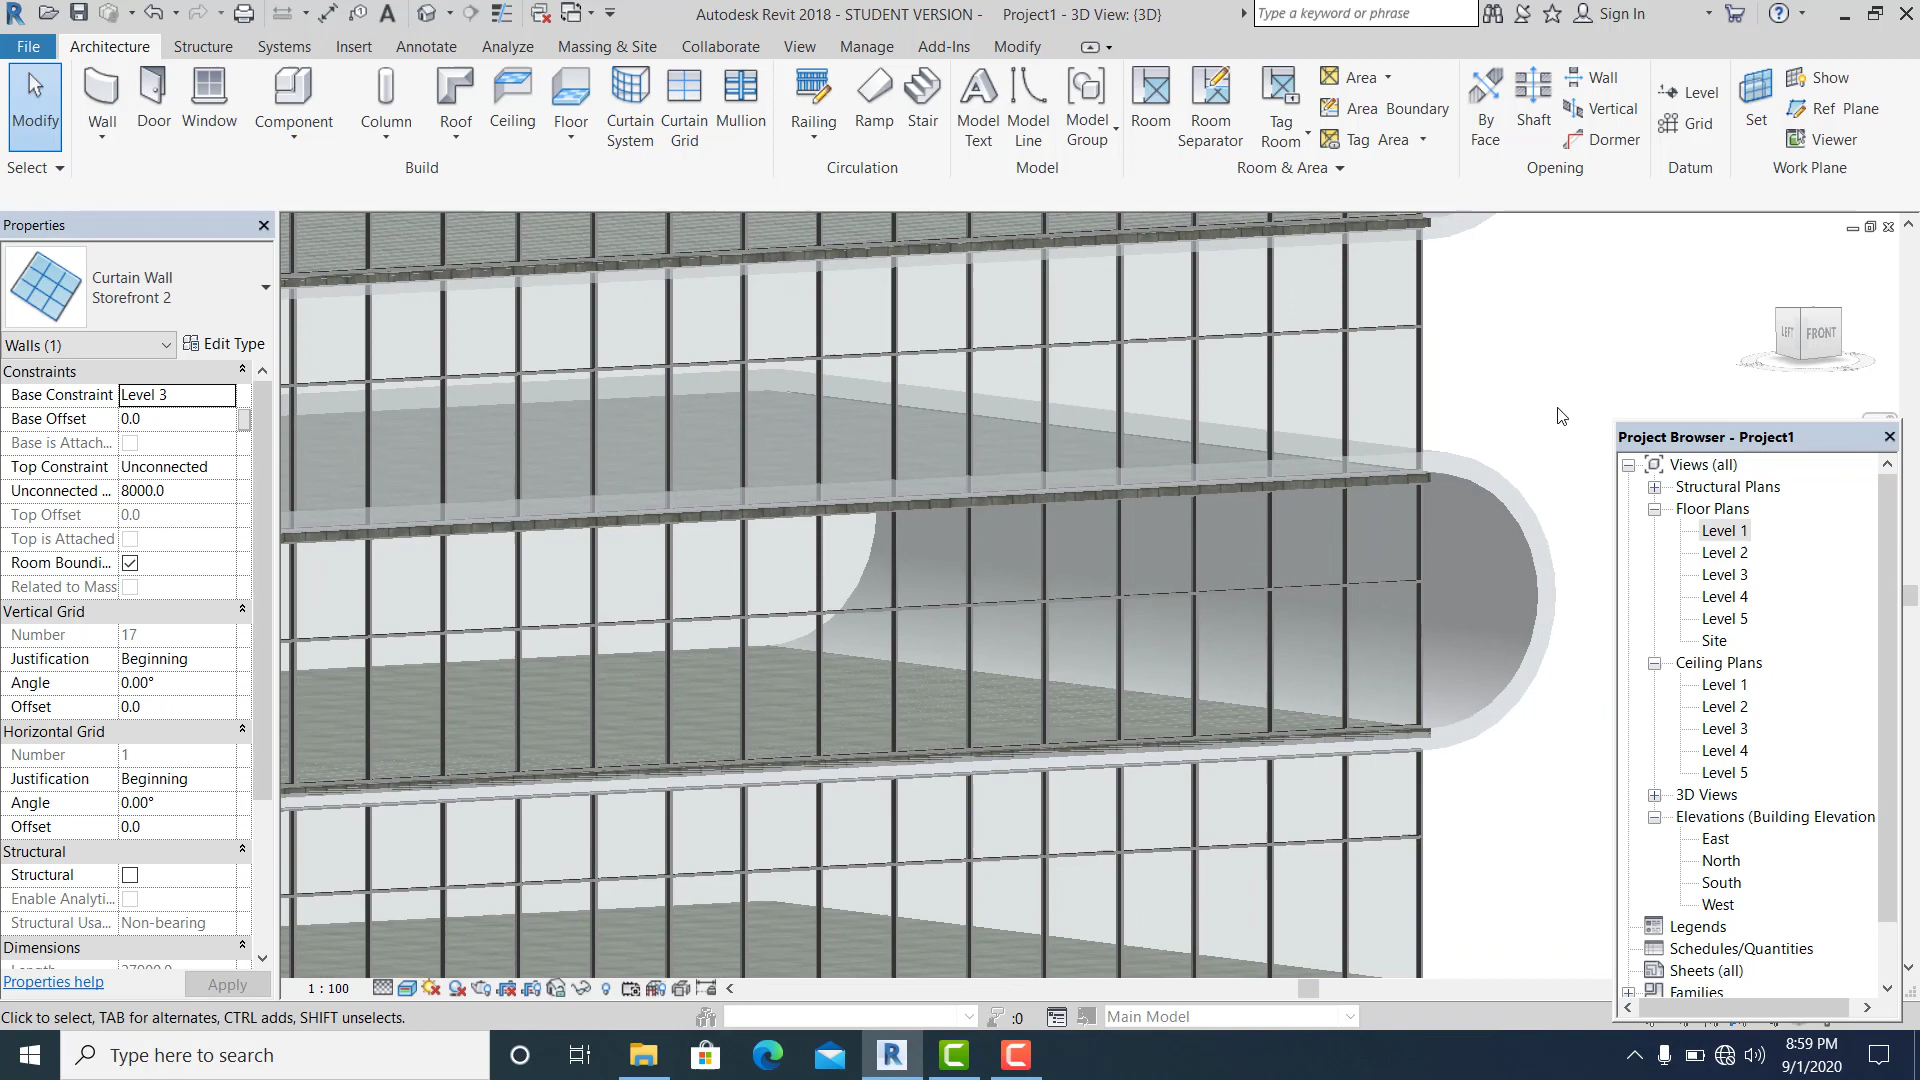 Autodesk Revit 2018 - STUDENT VERSION - Project1 - 3D View: {3D}
Type a keyword or phrase
Sign In
File Architecture Structure Systems Insert Annotate Analyze Massing & Site Collaborate View Manage Add-Ins Modify
Modify
Wall
Door
Window
Component
Column
Roof
Ceiling
Floor
Curtain System
Curtain Grid
Mullion
Railing
Ramp
Stair
Model Text
Model Line
Model Group
Room
Room Separator
Tag Room
Area
Area Boundary
Tag Area
By Face
Shaft
Wall
Vertical
Dormer
Level
Grid
Set
Show
Ref Plane
Viewer
Select
Build
Circulation
Model
Room & Area
Opening
Datum
Work Plane
Properties
Curtain Wall
Storefront 2
Walls (1)
Edit Type
Constraints
Base Constraint Level 3
Base Offset 0.0
Base is Attach...
Top Constraint Unconnected
Unconnected ... 8000.0
Top Offset 0.0
Top is Attached
Room Boundi...
Related to Mass
Vertical Grid
Number 17
Justification Beginning
Angle 0.00°
Offset 0.0
Horizontal Grid
Number 1
Justification Beginning
Angle 0.00°
Offset 0.0
Structural
Structural
Enable Analyti...
Structural Usa... Non-bearing
Dimensions
Properties help
Apply
LEFT FRONT
Project Browser - Project1
Views (all)
Structural Plans
Floor Plans
Level 1
Level 2
Level 3
Level 4
Level 5
Site
Ceiling Plans
Level 1
Level 2
Level 3
Level 4
Level 5
3D Views
Elevations (Building Elevation
East
North
South
West
Legends
Schedules/Quantities
Sheets (all)
Families
1 : 100
Click to select, TAB for alternates, CTRL adds, SHIFT unselects.
:0
Main Model
Type here to search
8:59 PM
9/1/2020